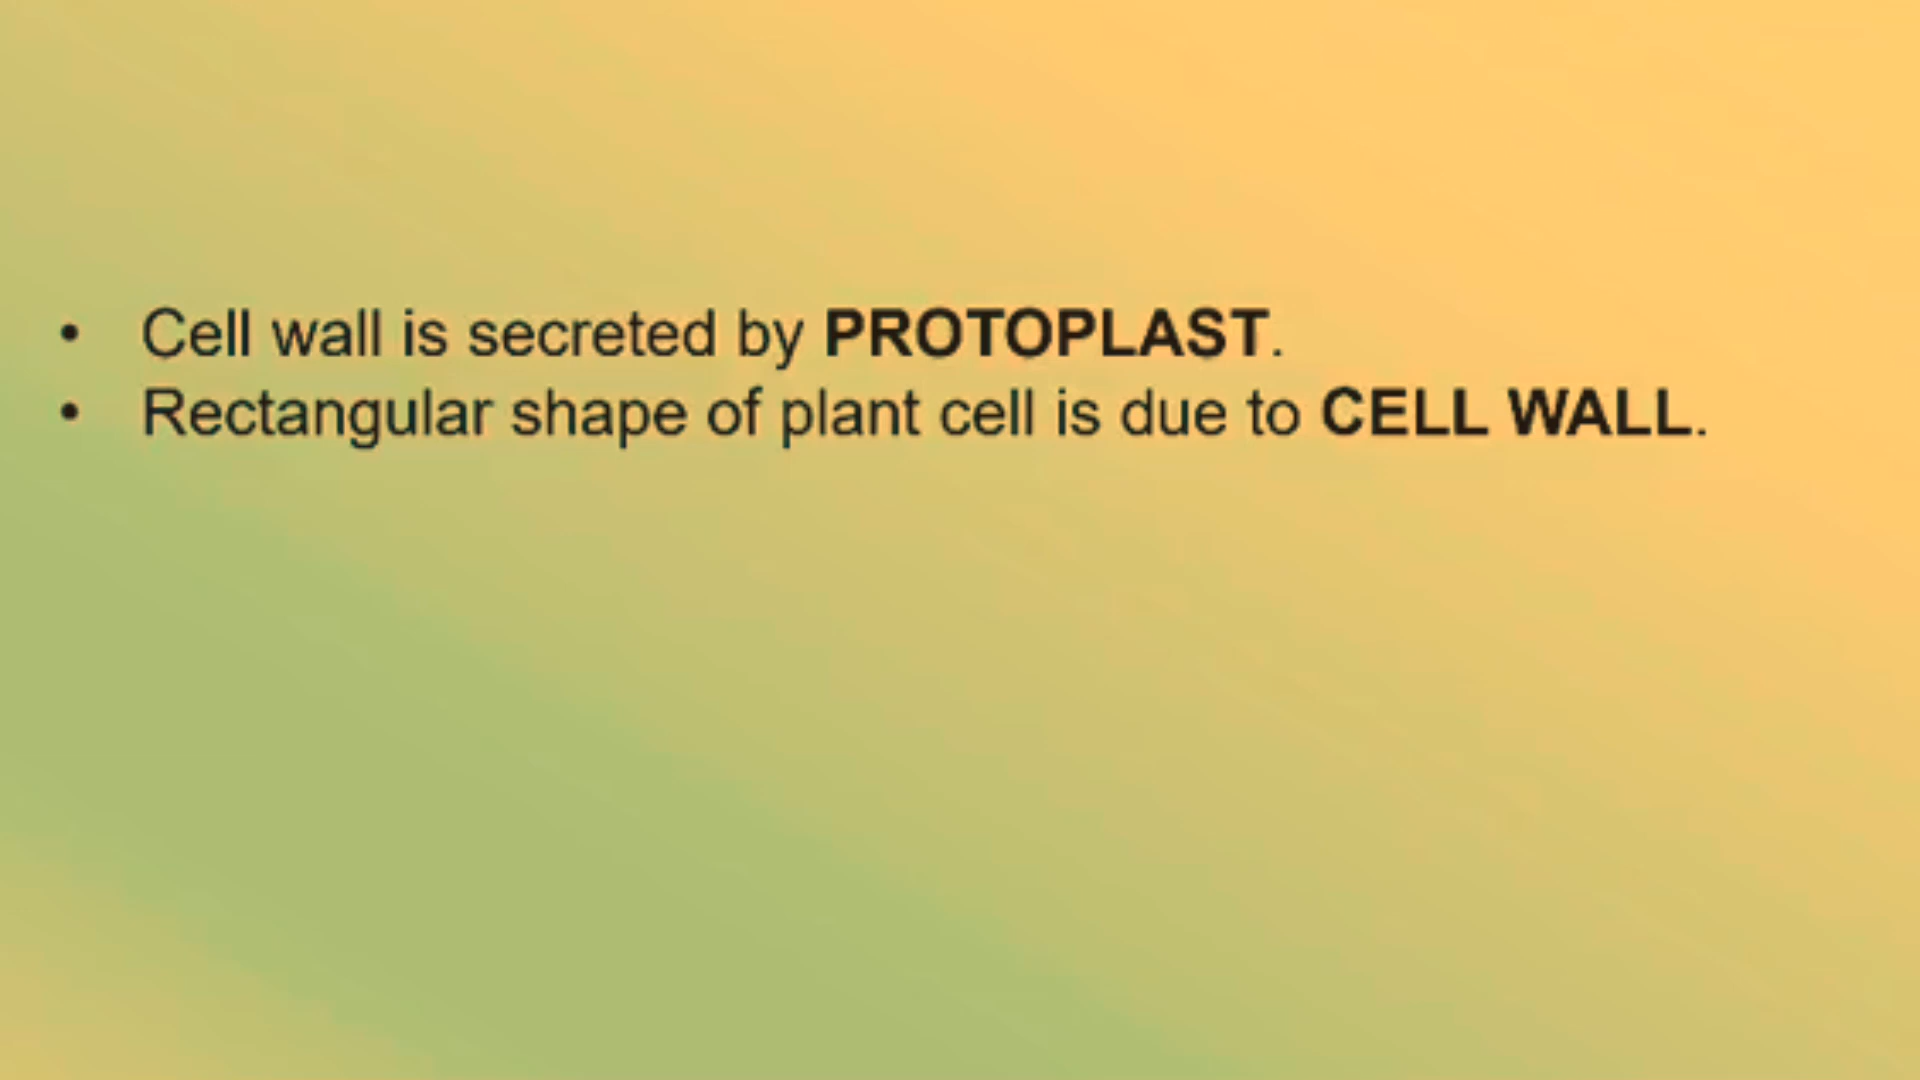 • Cell wall is secreted by PROTOPLAST.
• Rectangular shape of plant cell is due to CELL WALL.